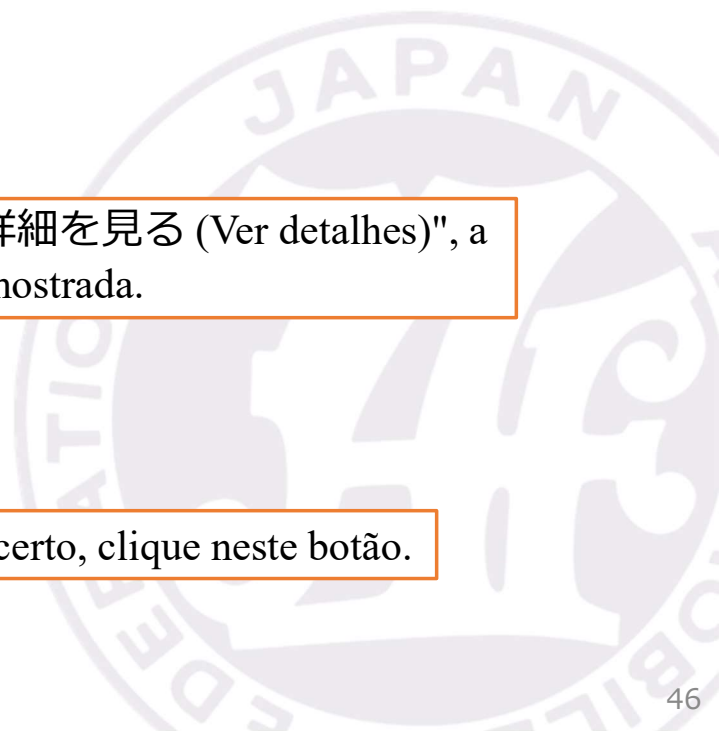 JAPAN
詳細を見る (Ver detalhes)", a
mostrada.
certo, clique neste botão.
46